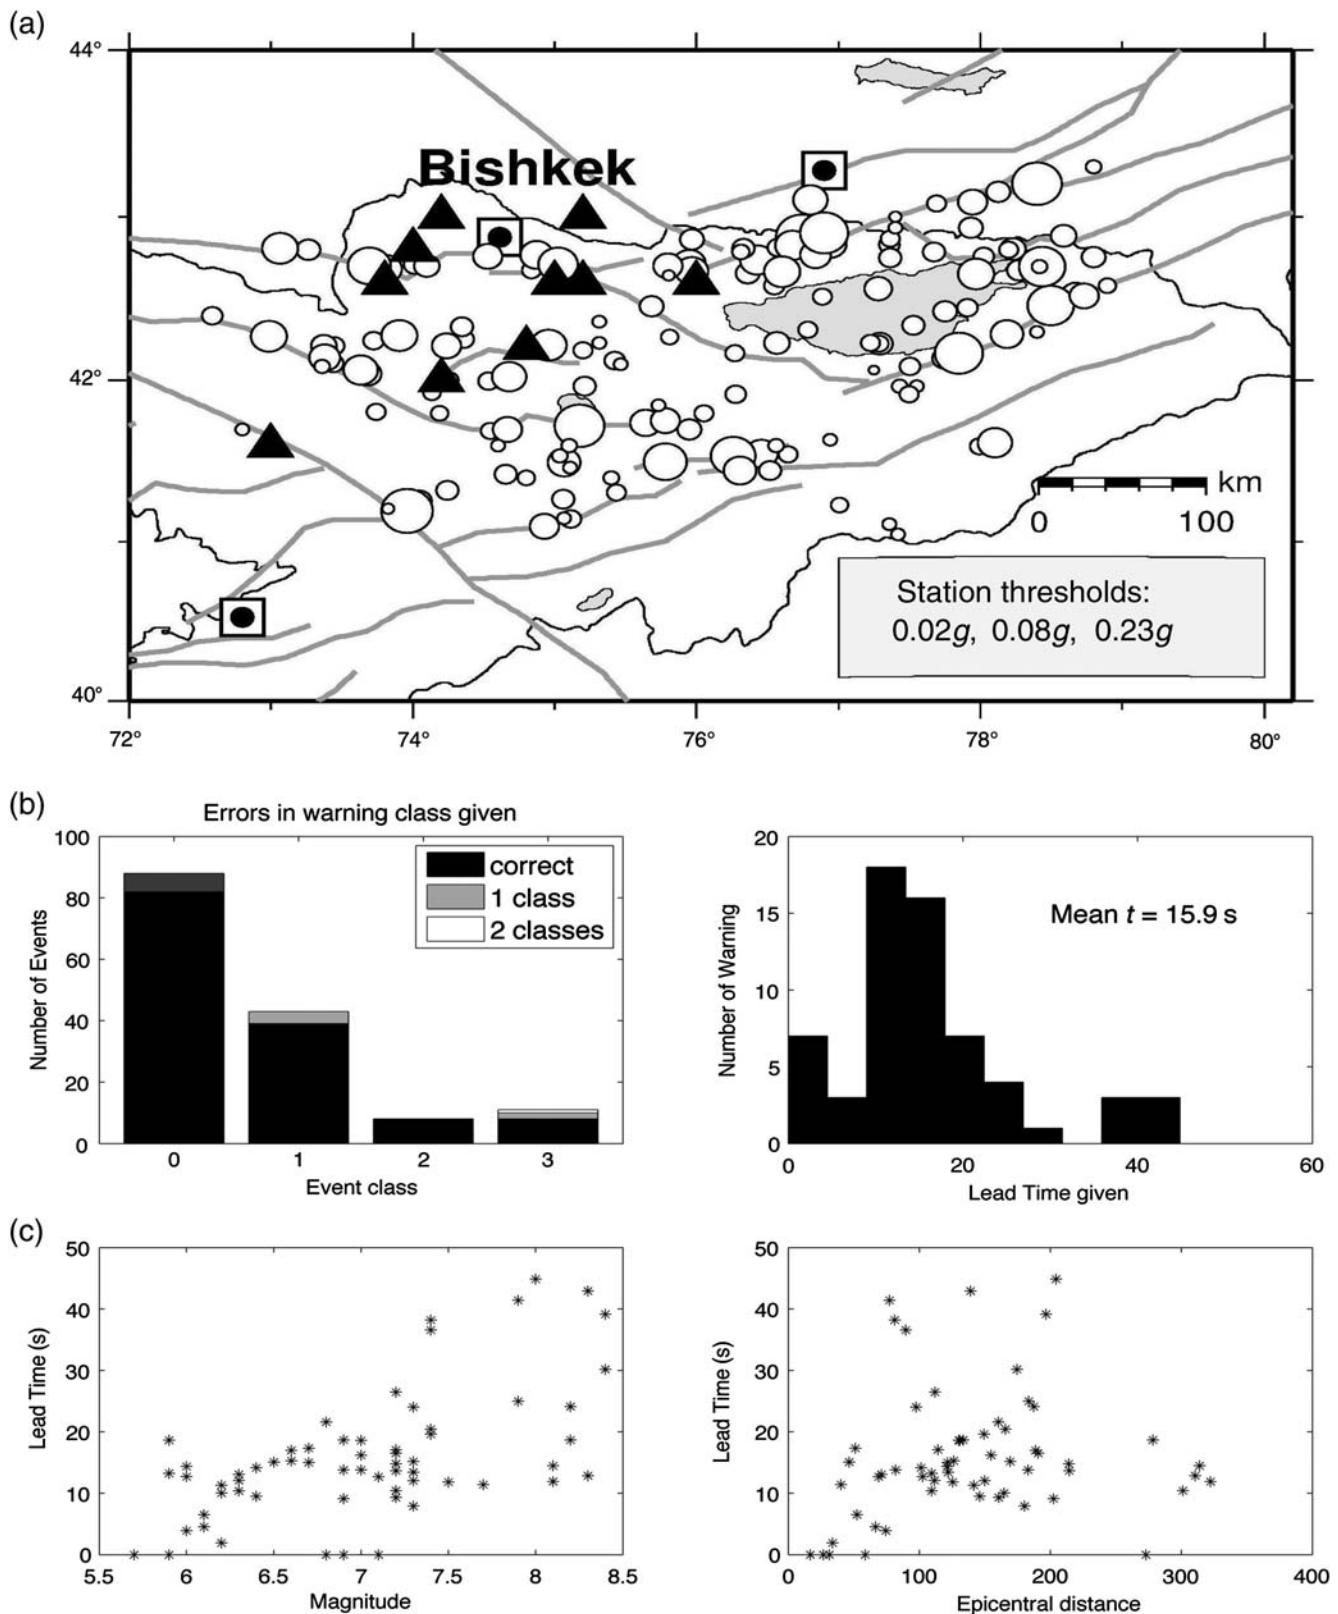 (a)
44°
42°
40°
72°
74°
76°
78°
80°
Bishkek
km
0
100
Station thresholds:
0.02g, 0.08g, 0.23g
(b)
Errors in warning class given
100
80
60
40
20
0
Number of Events
correct
1 class
2 classes
0
1
2
3
Event class
20
15
10
5
0
Number of Warning
Mean t = 15.9 s
0
20
40
60
Lead Time given
(c)
50
40
30
20
10
0
Lead Time (s)
5.5
6
6.5
7
7.5
8
8.5
Magnitude
50
40
30
20
10
0
Lead Time (s)
0
100
200
300
400
Epicentral distance